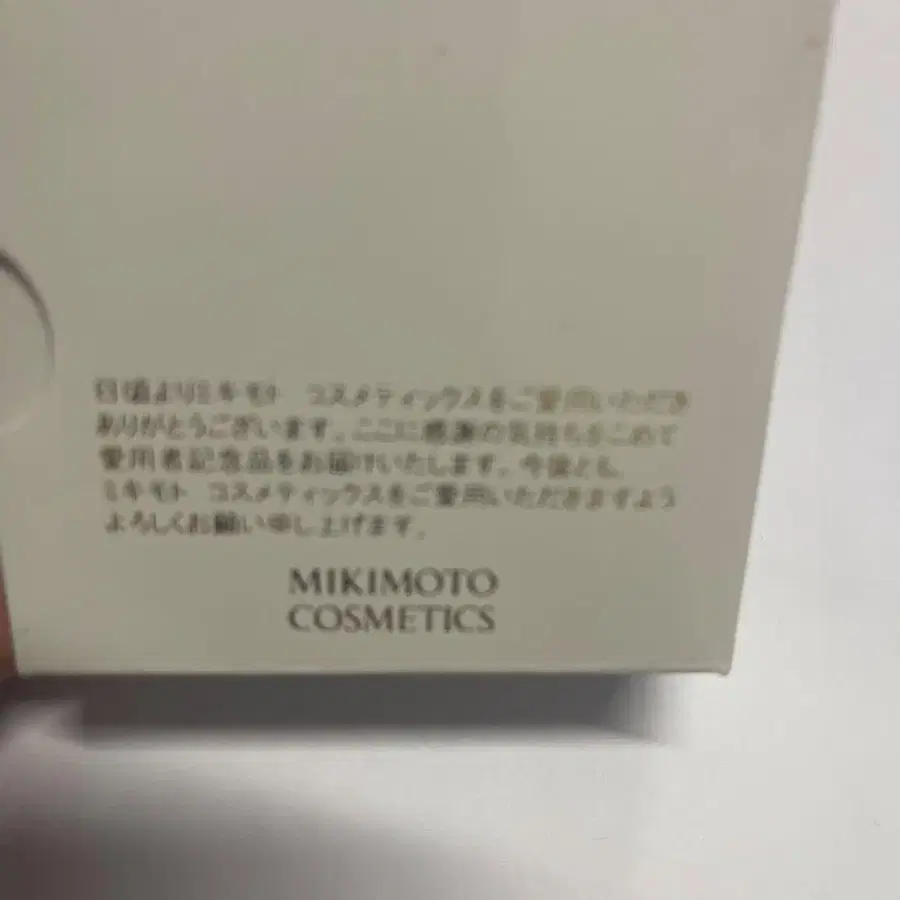 日頃よりミキモト コスメティックスをご愛用いただき
ありがとうございます。ここに感謝の気持ちをこめて
愛用者記念品をお届けいたします。今後とも、
ミキモト コスメティックスをご愛用いただきますよう
よろしくお願い申し上げます。
MIKIMOTO
COSMETICS